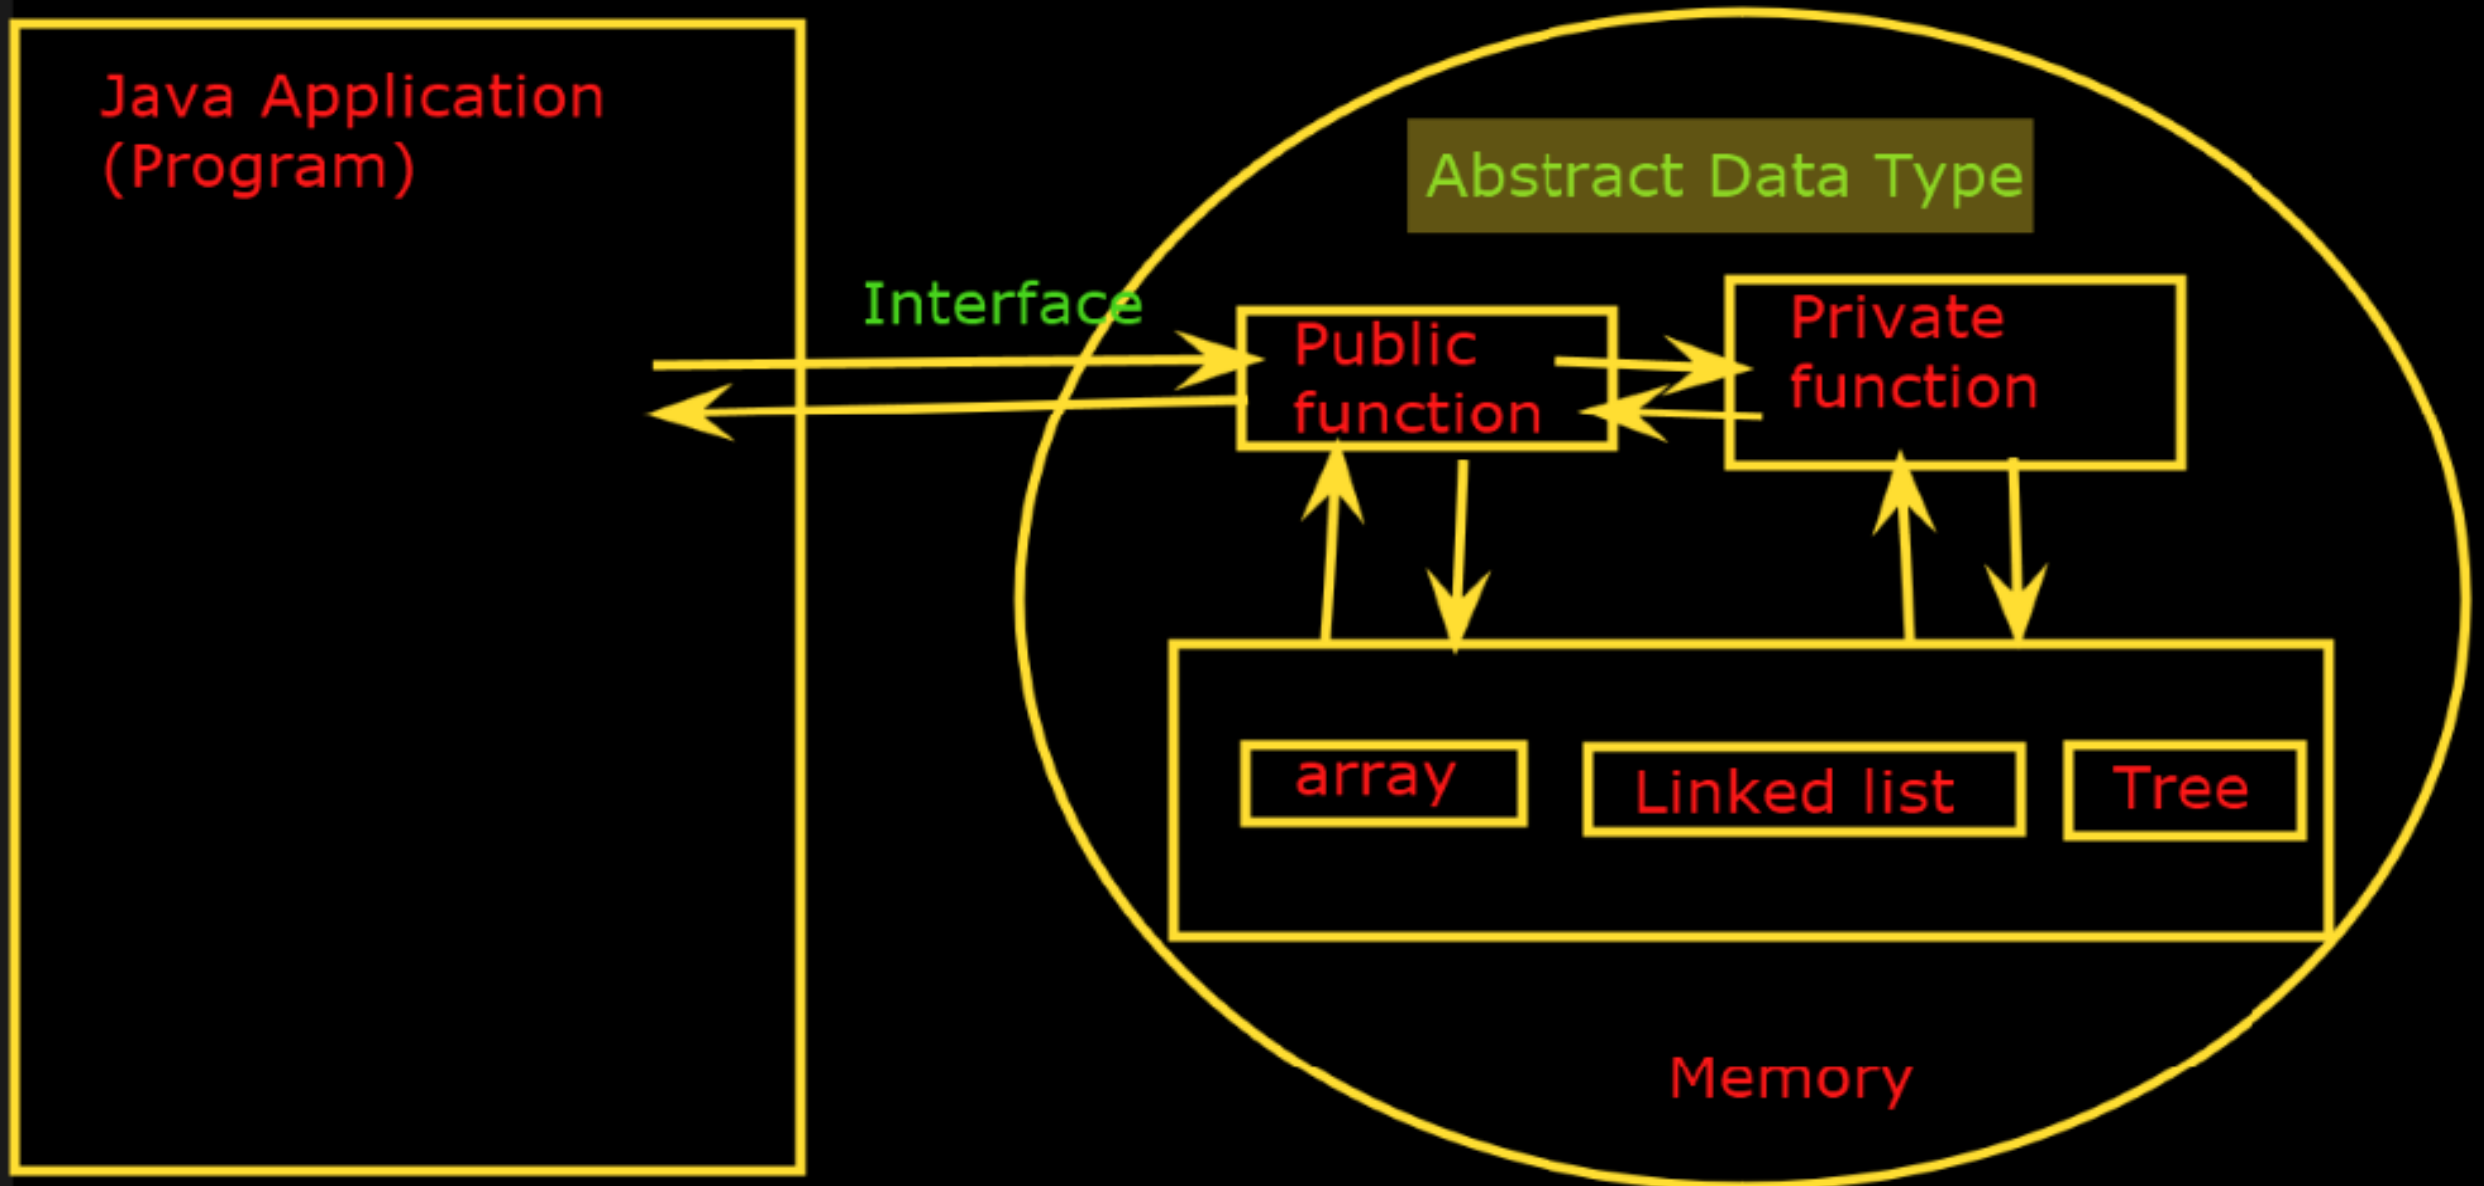 Java Application
(Program)
Interface
Abstract Data Type
Public
function
Private
function
array
Linked list
Tree
Memory